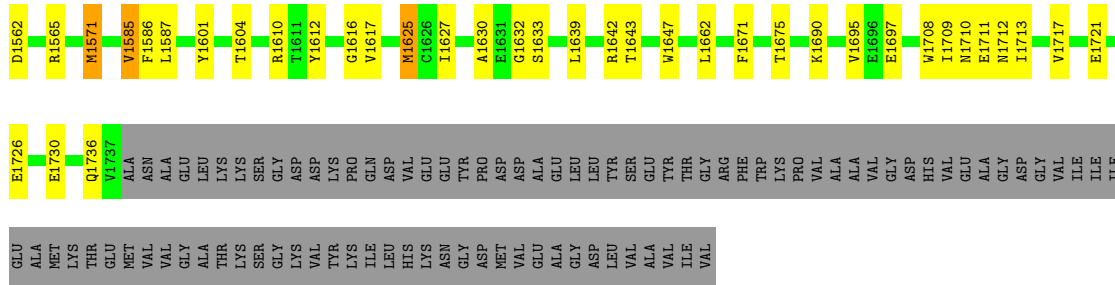 D1562 R1565 M1571 V1585 F1586 L1587 Y1601 T1604 R1610 T1611 Y1612 G1616 V1617 M1625 C1626 I1627 A1630 E1631 G1632 S1633 L1639 R1642 T1643 W1647 L1662 F1671 T1675 K1690 V1695 E1696 E1697 W1708 I1709 N1710 E1711 N1712 I1713 V1717 E1721
E1726 E1730 Q1736 V1737 ALA ASN ALA GLU LEU LYS LYS SER GLY ASP ASP LYS PRO GLN ASP VAL GLU GLU TYR PRO ASP ASP ALA GLU LEU LEU TYR SER GLU TYR THR GLY ARG PHE TRP LYS PRO VAL ALA ALA VAL GLY ASP HIS VAL GLU ALA GLY ASP GLY VAL ILE ILE ILE
GLU ALA MET LYS THR GLU MET VAL VAL GLY ALA THR LYS SER GLY LYS VAL TYR LYS ILE LEU HIS LYS ASN GLY ASP MET VAL GLU ALA GLY ASP LEU VAL ALA VAL ILE VAL